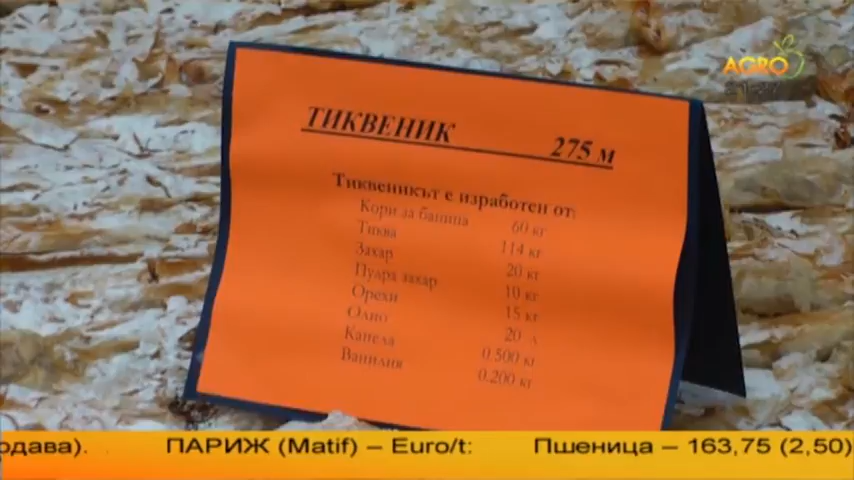 AGRO
ТИКВЕНИК 275 м
Тиквеникът е изработен от:
Кори за баница 60 кг
Тиква 114 кг
Захар 20 кг
Пудра захар 10 кг
Орехи 15 кг
Олио 20 л
Канела 0.500 кг
Ванилия 0.200 кг
одава). ПАРИЖ (Matif) – Euro/t: Пшеница – 163,75 (2,50)